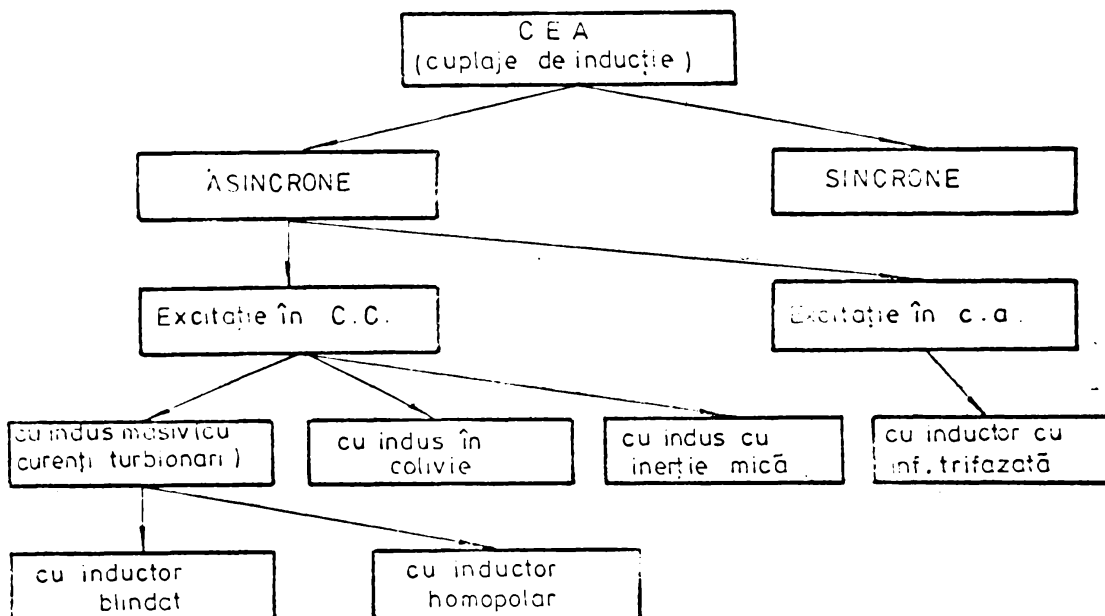 C E A
(cuplaje de inducție)
ASINCRONE
SINCRONE
Excitație în C.C.
Excitație în c.a.
cu indus masiv(cu
curenți turbionari)
cu indus în
colivie
cu indus cu
inerție mică
cu inductor cu
inf. trifazată
cu inductor
blindat
cu inductor
homopolar